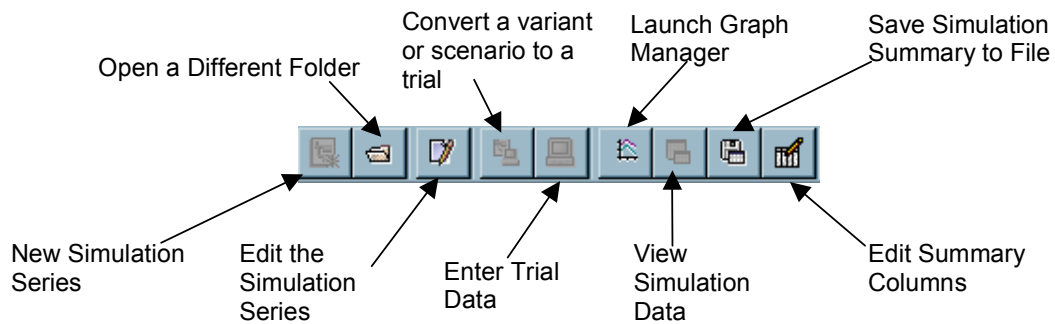 Open a Different Folder
Convert a variant
or scenario to a
trial
Launch Graph
Manager
Save Simulation
Summary to File
New Simulation
Series
Edit the
Simulation
Series
Enter Trial
Data
View
Simulation
Data
Edit Summary
Columns